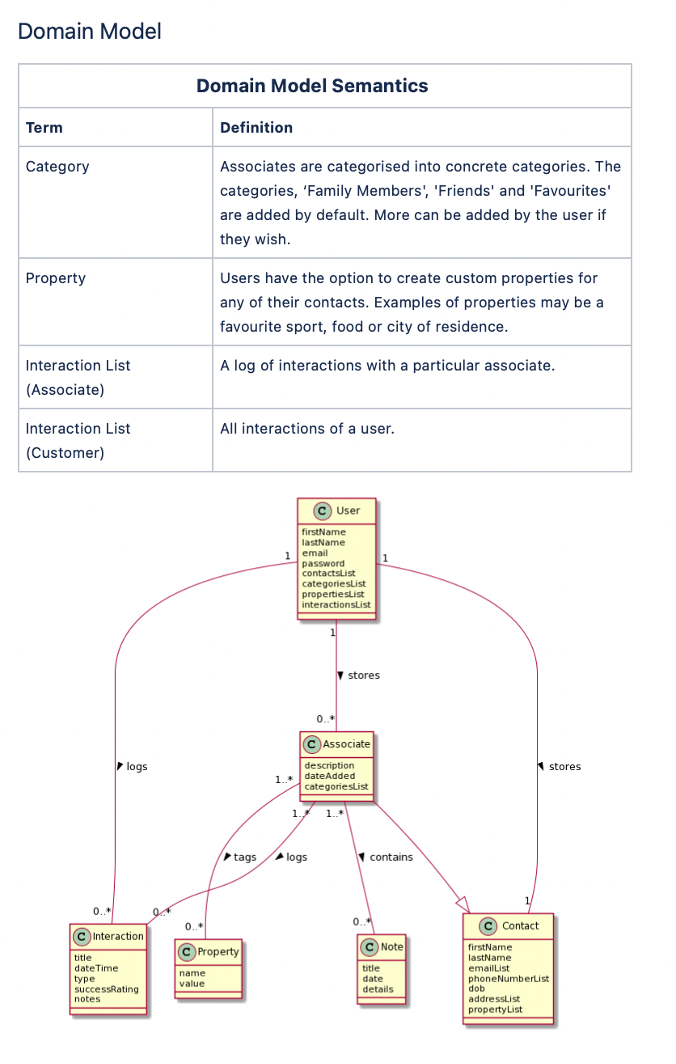 Domain Model
Domain Model Semantics
Term
Definition
Category
Associates are categorised into concrete categories. The
categories, ‘Family Members', 'Friends' and 'Favourites'
are added by default. More can be added by the user if
they wish.
Property
Users have the option to create custom properties for
any of their contacts. Examples of properties may be a
favourite sport, food or city of residence.
Interaction List
(Associate)
A log of interactions with a particular associate.
Interaction List
(Customer)
All interactions of a user.
C User
firstName
lastName
email
password
contactsList
categoriesList
propertiesList
interactionsList
1
1
1
stores
0..*
C Associate
description
dateAdded
categoriesList
logs
stores
1..*
1..*
1..*
tags
logs
contains
0..*
0..*
0..*
0..*
1
C Interaction
title
dateTime
type
successRating
notes
C Property
name
value
C Note
title
date
details
C Contact
firstName
lastName
emailList
phoneNumberList
dob
addressList
propertyList